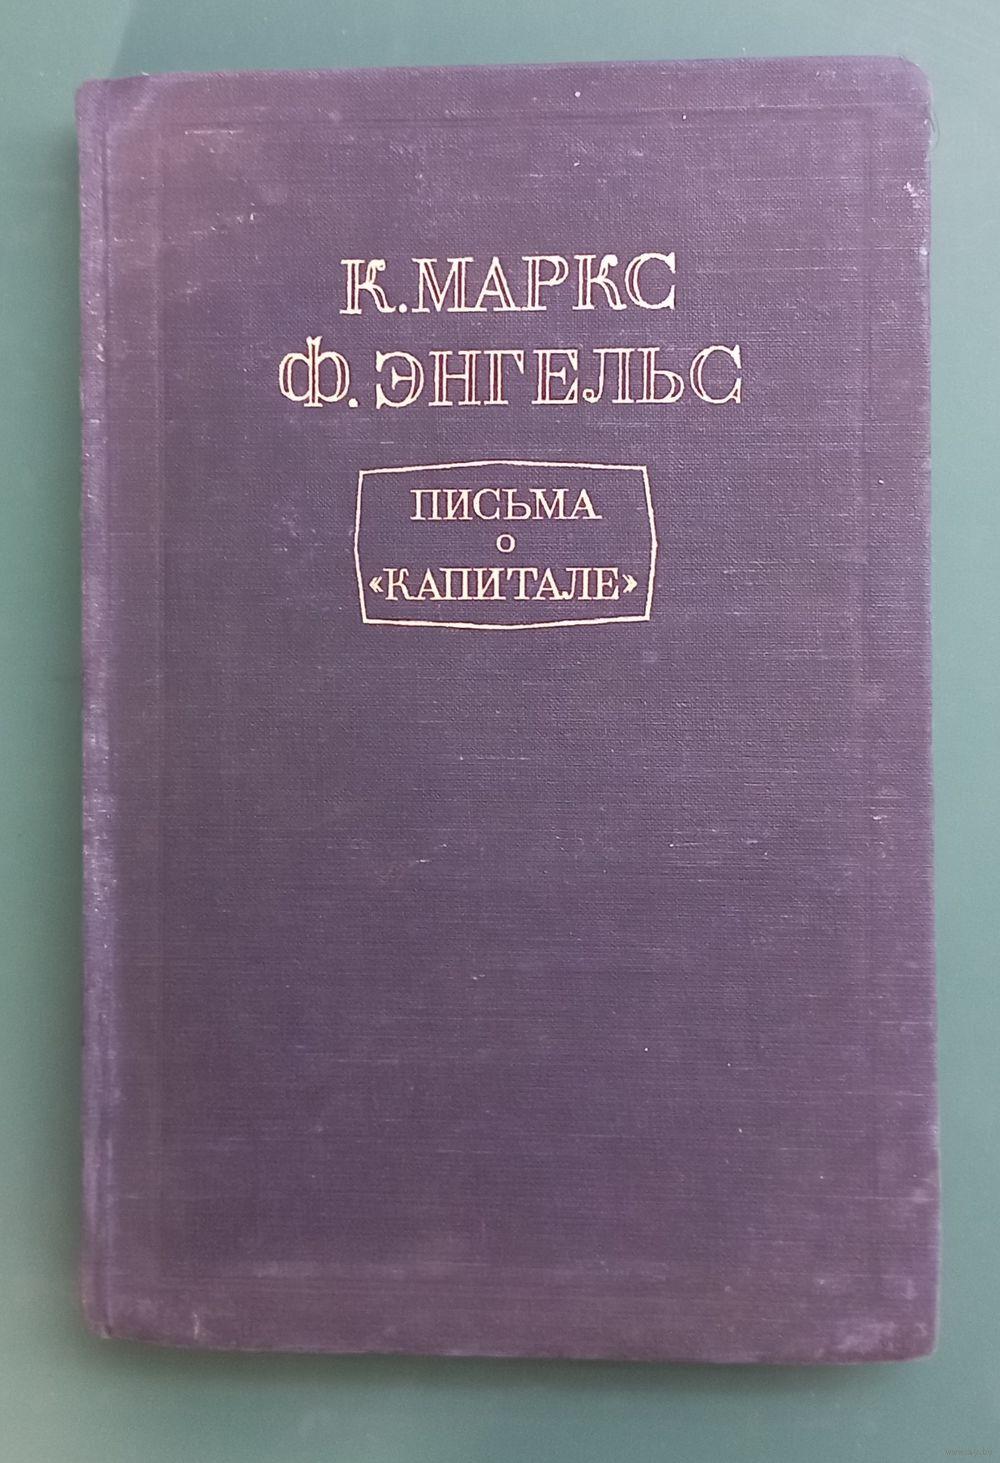 К. МАРКС
Ф. ЭНГЕЛЬС
ПИСЬМА
О
«КАПИТАЛЕ»